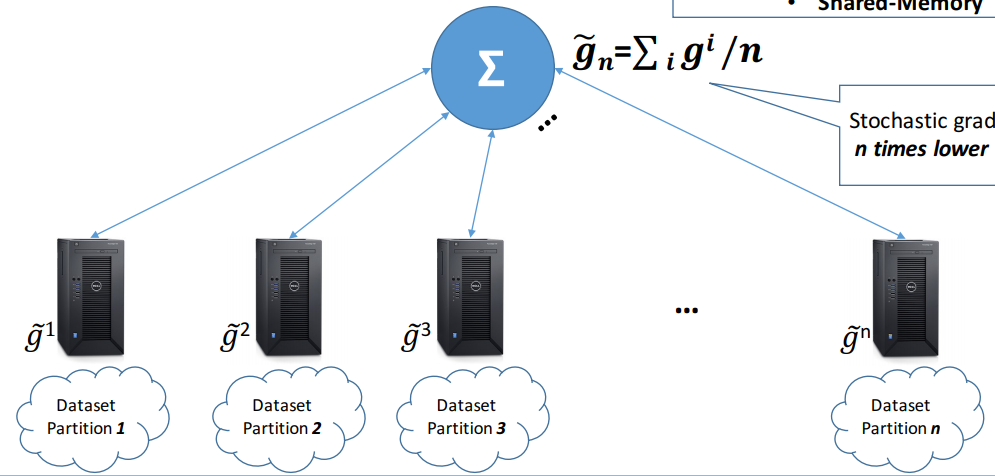 • Shared-Memory
g̃ₙ=∑ᵢ gⁱ /n
Σ
...
Stochastic grad
n times lower
...
g̃¹
g̃²
g̃³
g̃ⁿ
Dataset
Partition 1
Dataset
Partition 2
Dataset
Partition 3
Dataset
Partition n